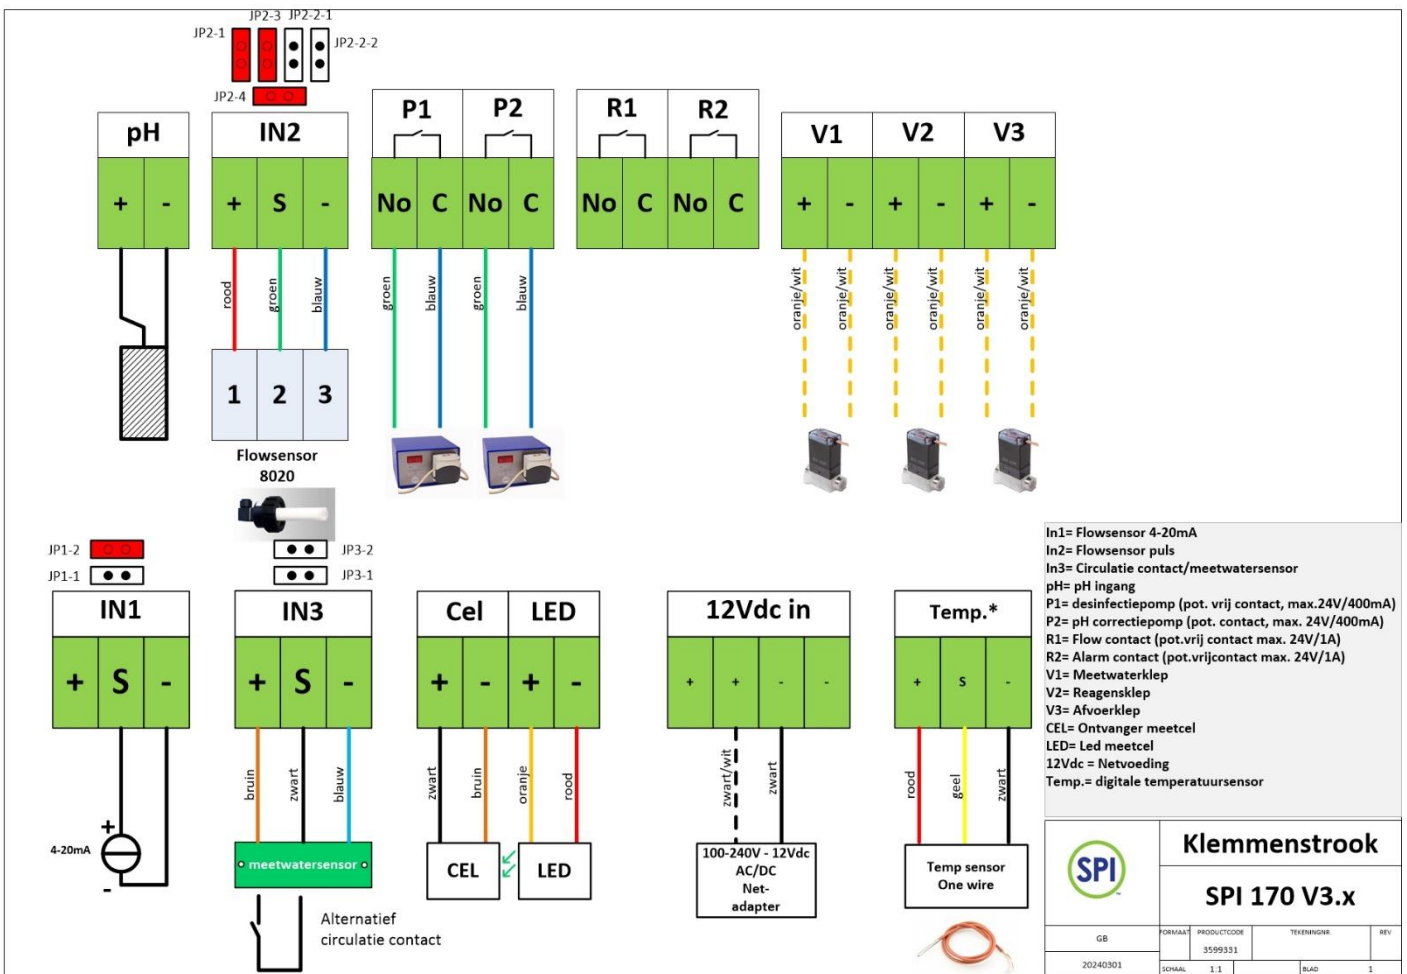 JP2-3 JP2-2-1
JP2-1
JP2-2-2
JP2-4
pH
IN2
P1
P2
R1
R2
V1
V2
V3
+ -
+ S -
No C No C
No C No C
+ - + - + -
rood
groen
blauw
groen
blauw
groen
blauw
oranje/wit
oranje/wit
oranje/wit
oranje/wit
oranje/wit
oranje/wit
1 2 3
Flowsensor
8020
JP1-2
JP1-1
JP3-2
JP3-1
IN1
IN3
Cel
LED
12Vdc in
Temp.*
+ S -
+ S -
+ - + -
+ + - -
+ S -
bruin
zwart
blauw
zwart
bruin
oranje
rood
zwart/wit
zwart
rood
geel
zwart
+
4-20mA
-
meetwatersensor
CEL
LED
100-240V - 12Vdc
AC/DC
Net-
adapter
Temp sensor
One wire
Alternatief
circulatie contact
In1= Flowsensor 4-20mA
In2= Flowsensor puls
In3= Circulatie contact/meetwatersensor
pH= pH ingang
P1= desinfectiepomp (pot. vrij contact, max.24V/400mA)
P2= pH correctiepomp (pot. contact, max. 24V/400mA)
R1= Flow contact (pot.vrij contact max. 24V/1A)
R2= Alarm contact (pot.vrijcontact max. 24V/1A)
V1= Meetwaterklep
V2= Reagensklep
V3= Afvoerklep
CEL= Ontvanger meetcel
LED= Led meetcel
12Vdc = Netvoeding
Temp.= digitale temperatuursensor
SPI
Klemmenstrook
SPI 170 V3.x
GB
FORMAAT PRODUCTCODE TEKENINGNR. REV
3599331
20240301
SCHAAL 1:1 BLAD 1